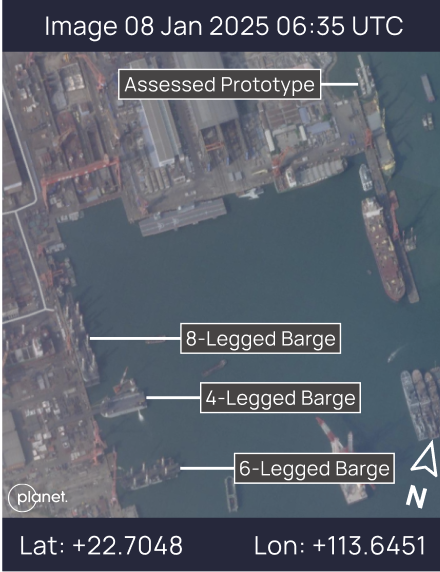 Image 08 Jan 2025 06:35 UTC
Assessed Prototype
8-Legged Barge
4-Legged Barge
6-Legged Barge
planet.
N
Lat: +22.7048 Lon: +113.6451